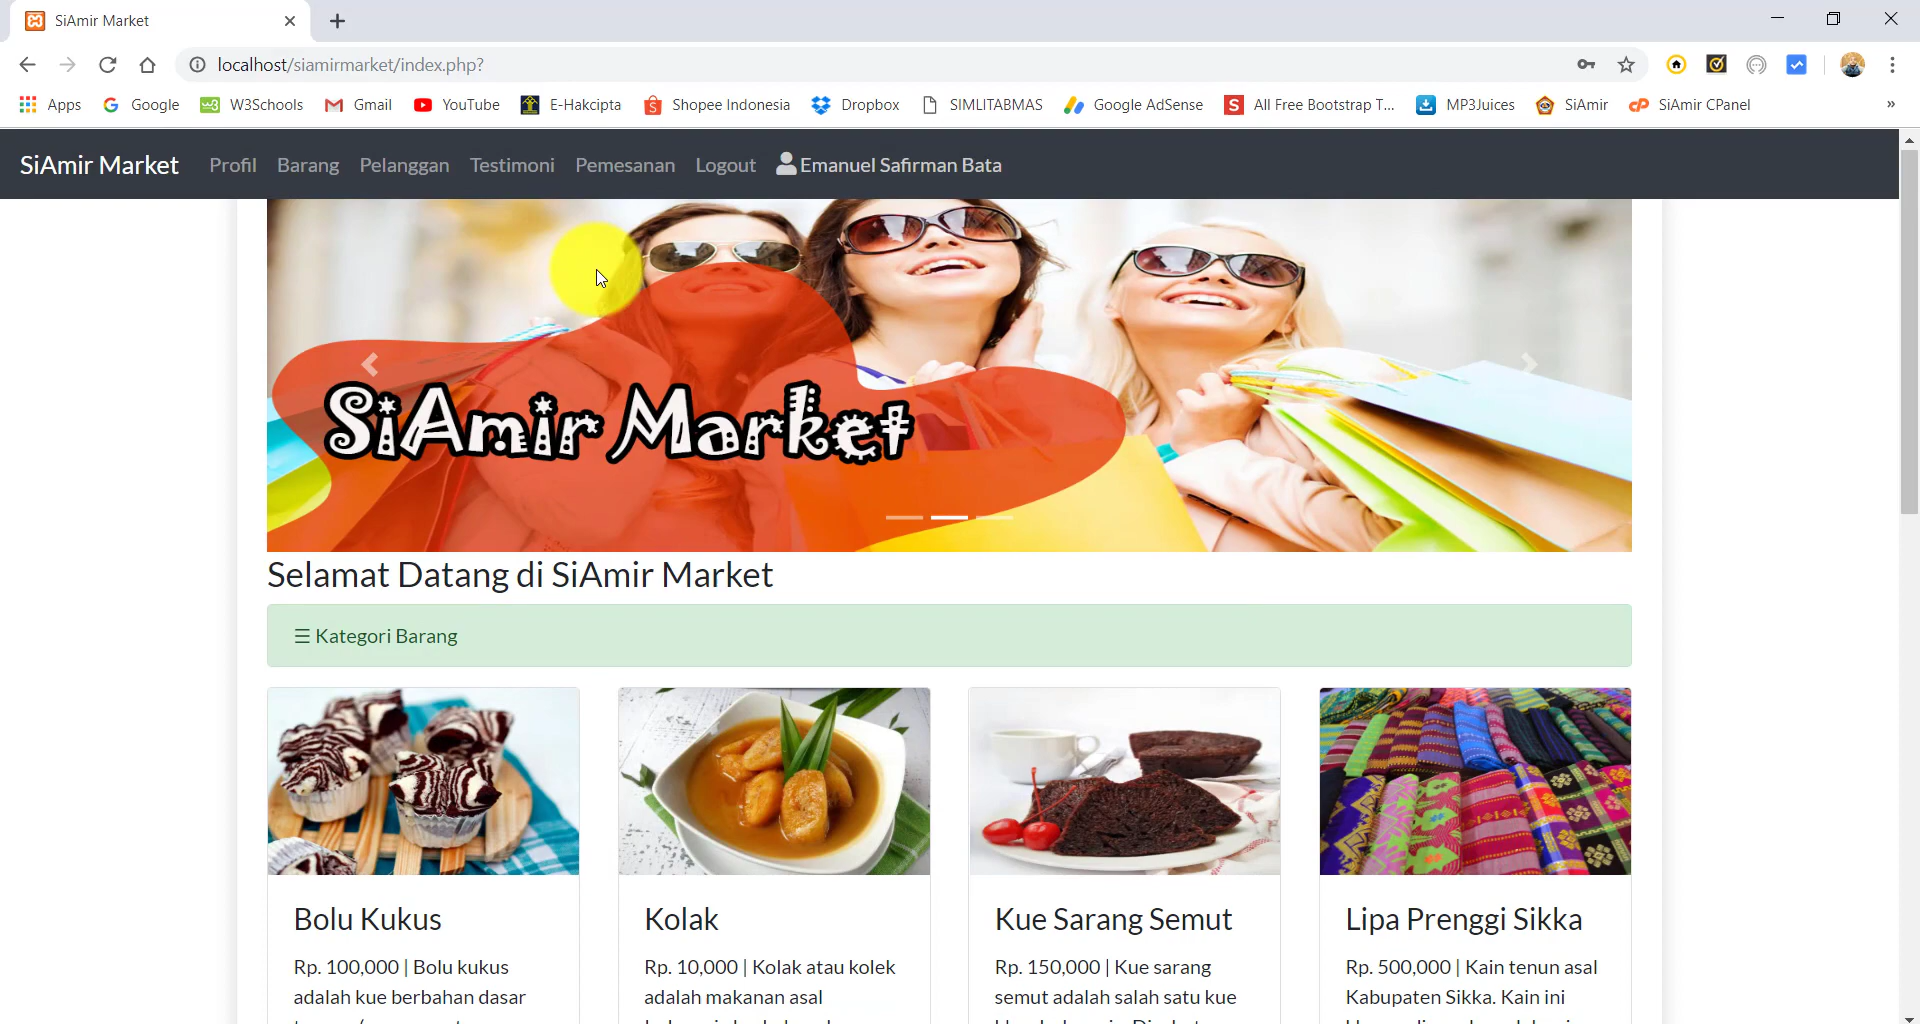 SiAmir Market
localhost/siamirmarket/index.php?
Apps Google W3Schools Gmail YouTube E-Hakcipta Shopee Indonesia Dropbox SIMLITABMAS Google AdSense All Free Bootstrap T... MP3Juices SiAmir SiAmir CPanel »
SiAmir Market Profil Barang Pelanggan Testimoni Pemesanan Logout Emanuel Safirman Bata
SiAmir Market
Selamat Datang di SiAmir Market
☰ Kategori Barang
Bolu Kukus
Rp. 100,000 | Bolu kukus
adalah kue berbahan dasar
Kolak
Rp. 10,000 | Kolak atau kolek
adalah makanan asal
Kue Sarang Semut
Rp. 150,000 | Kue sarang
semut adalah salah satu kue
Lipa Prenggi Sikka
Rp. 500,000 | Kain tenun asal
Kabupaten Sikka. Kain ini